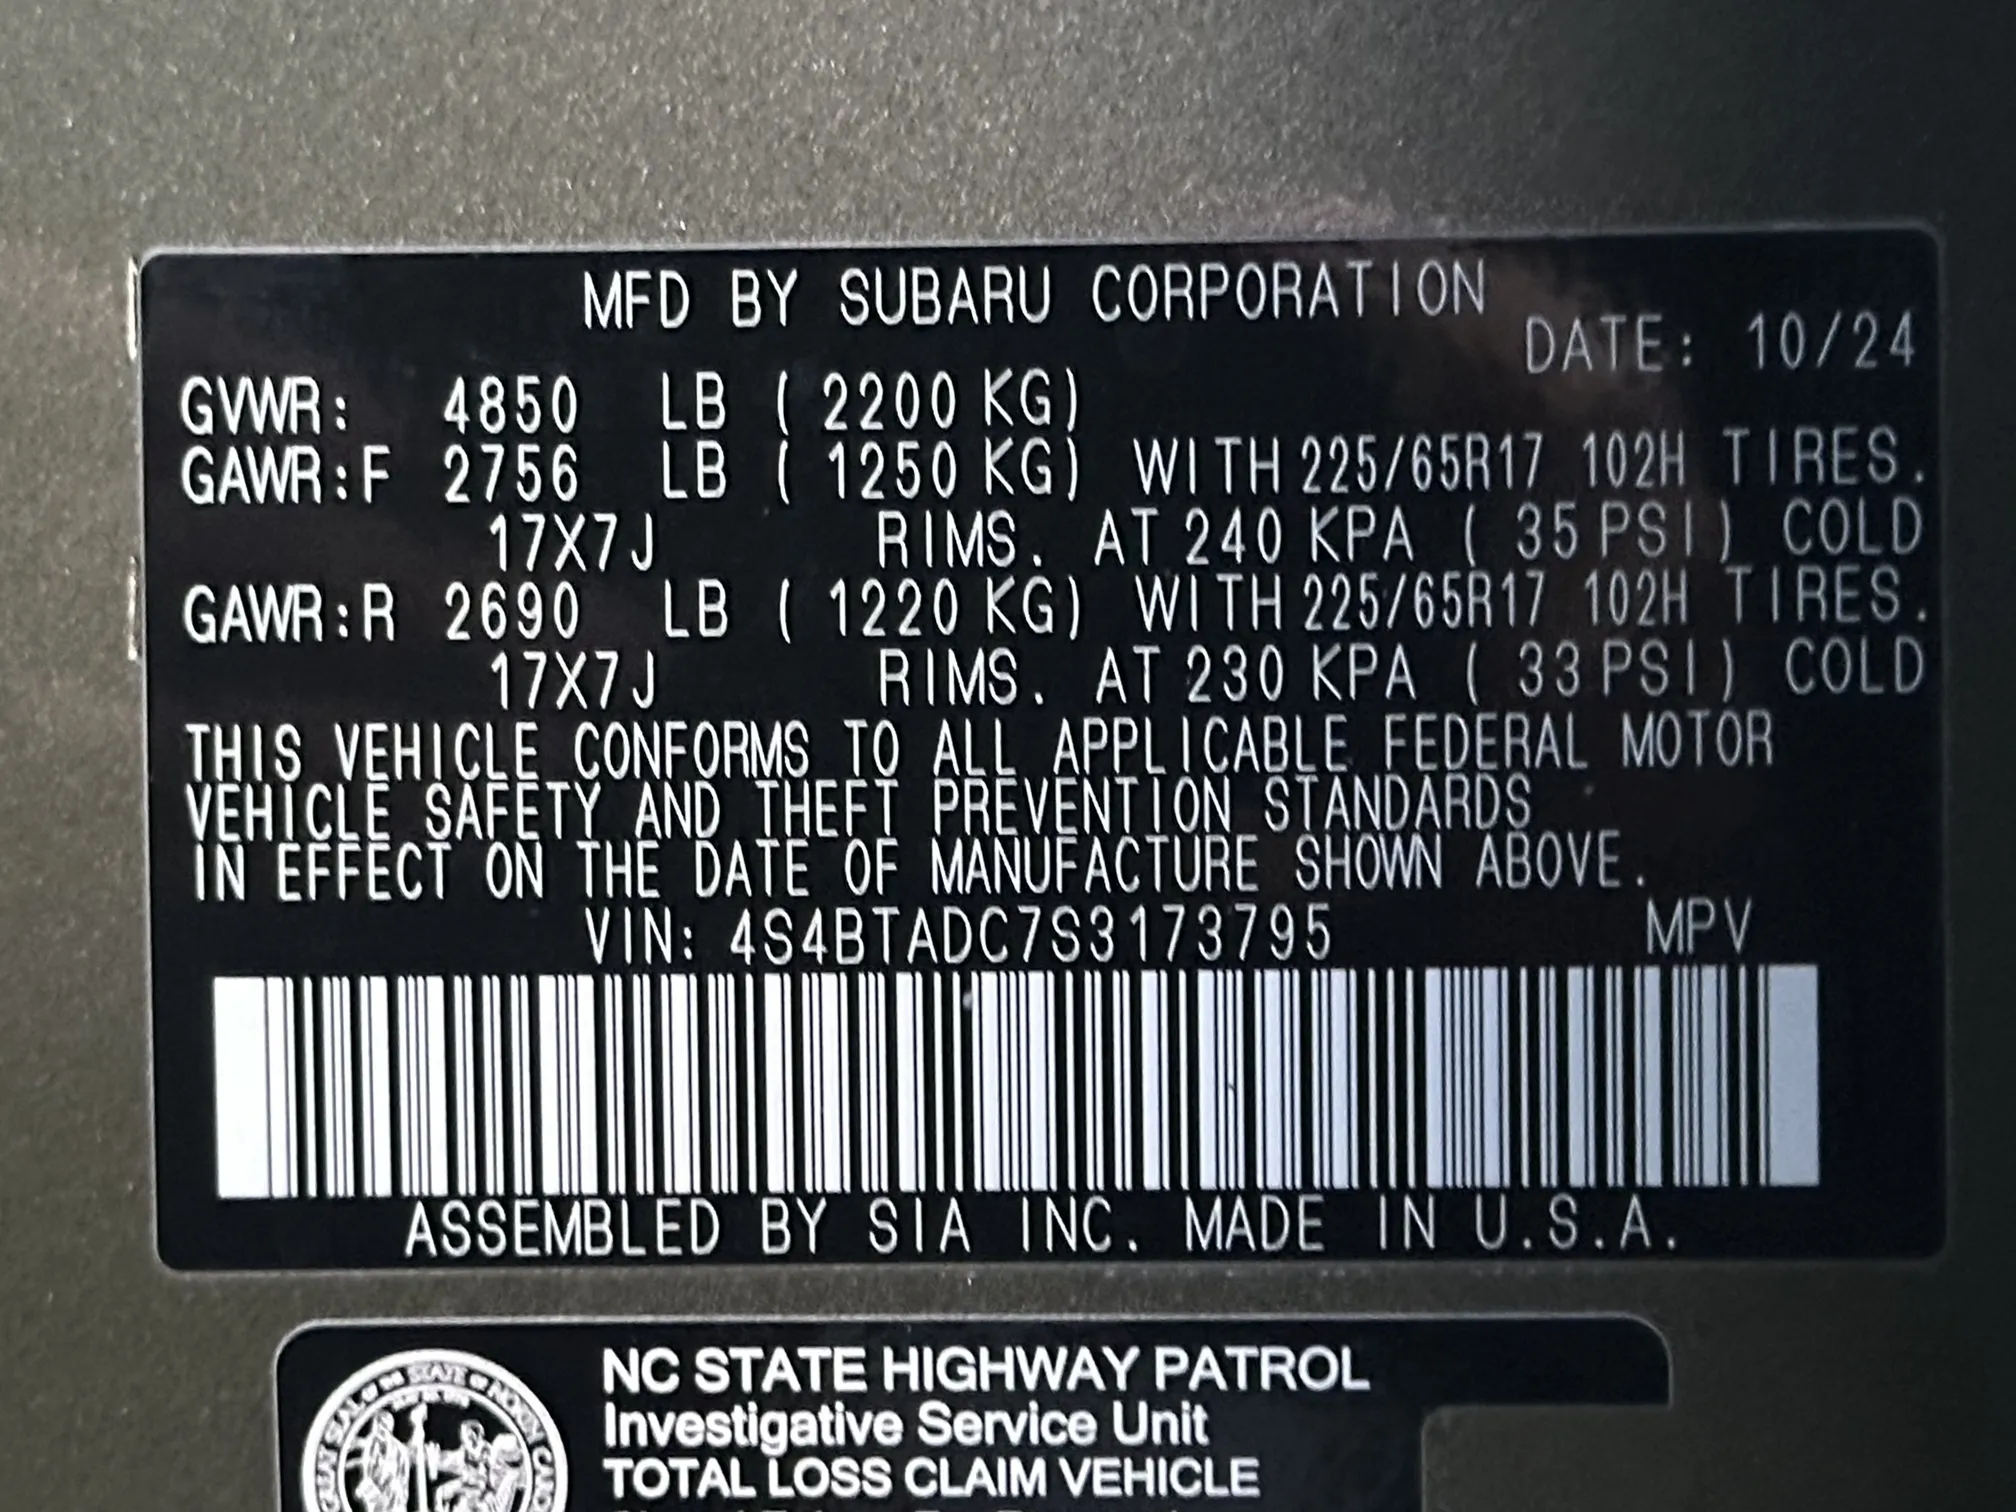 MFD BY SUBARU CORPORATION
DATE: 10/24
GVWR: 4850 LB ( 2200 KG)
GAWR:F 2756 LB ( 1250 KG) WITH 225/65R17 102H TIRES.
17X7J RIMS. AT 240 KPA ( 35 PSI) COLD
GAWR:R 2690 LB ( 1220 KG) WITH 225/65R17 102H TIRES.
17X7J RIMS. AT 230 KPA ( 33 PSI) COLD
THIS VEHICLE CONFORMS TO ALL APPLICABLE FEDERAL MOTOR
VEHICLE SAFETY AND THEFT PREVENTION STANDARDS
IN EFFECT ON THE DATE OF MANUFACTURE SHOWN ABOVE.
VIN: 4S4BTADC7S3173795 MPV
ASSEMBLED BY SIA INC. MADE IN U.S.A.
NC STATE HIGHWAY PATROL
Investigative Service Unit
TOTAL LOSS CLAIM VEHICLE